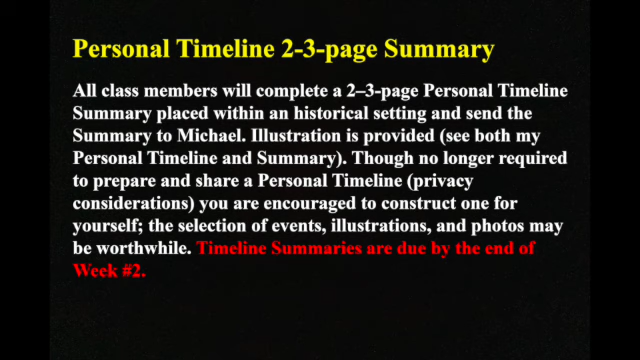 Personal Timeline 2-3-page Summary
All class members will complete a 2–3-page Personal Timeline
Summary placed within an historical setting and send the
Summary to Michael. Illustration is provided (see both my
Personal Timeline and Summary). Though no longer required
to prepare and share a Personal Timeline (privacy
considerations) you are encouraged to construct one for
yourself; the selection of events, illustrations, and photos may
be worthwhile. Timeline Summaries are due by the end of
Week #2.